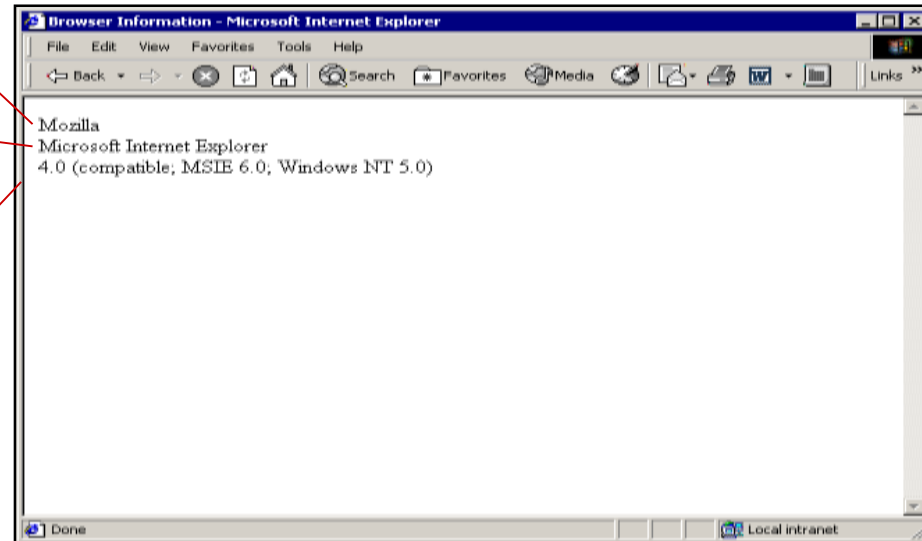 Browser Information - Microsoft Internet Explorer
File Edit View Favorites Tools Help
Back Search Favorites Media Links »
Mozilla
Microsoft Internet Explorer
4.0 (compatible; MSIE 6.0; Windows NT 5.0)
Done Local intranet